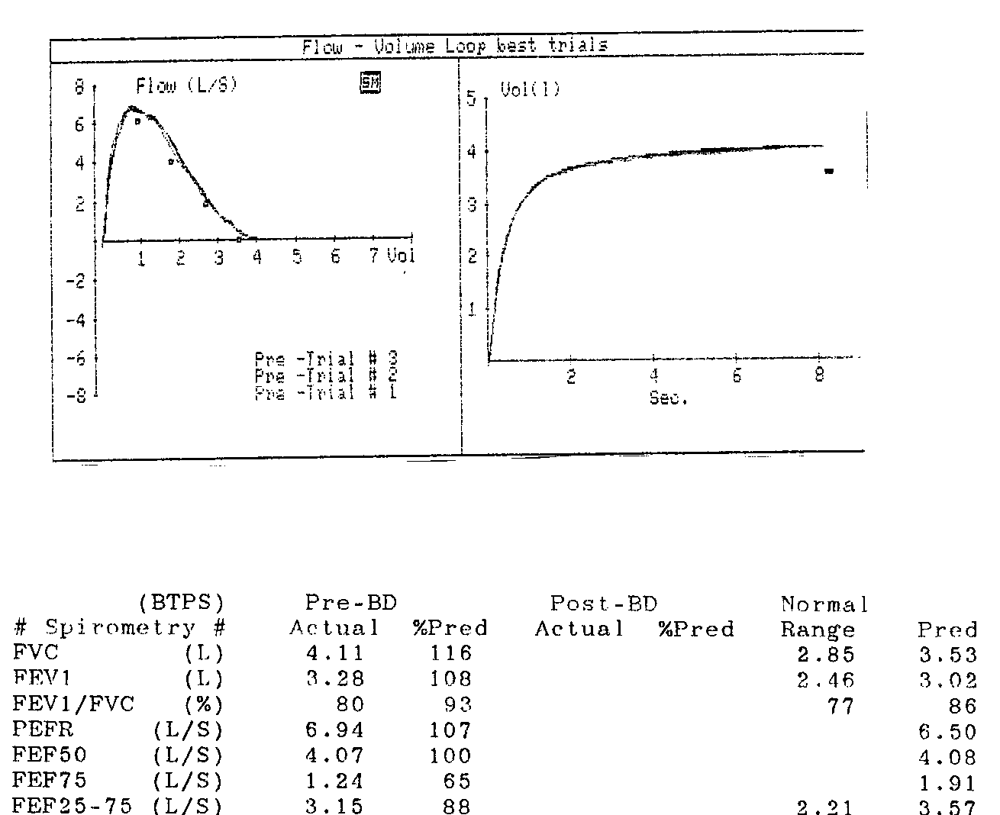 Flow - Volume Loop best trials
8 Flow (L/S) SM
6
4
2
1 2 3 4 5 6 7 Vol
-2
-4
-6
-8
Pre -Trial # 3
Pre -Trial # 2
Pre -Trial # 1
5 Vol(l)
4
3
2
1
2 4 6 8
Sec.
(BTPS) Pre-BD Post-BD Normal
# Spirometry # Actual %Pred Actual %Pred Range Pred
FVC (L) 4.11 116 2.85 3.53
FEV1 (L) 3.28 108 2.46 3.02
FEV1/FVC (%) 80 93 77 86
PEFR (L/S) 6.94 107 6.50
FEF50 (L/S) 4.07 100 4.08
FEF75 (L/S) 1.24 65 1.91
FEF25-75 (L/S) 3.15 88 2.21 3.57